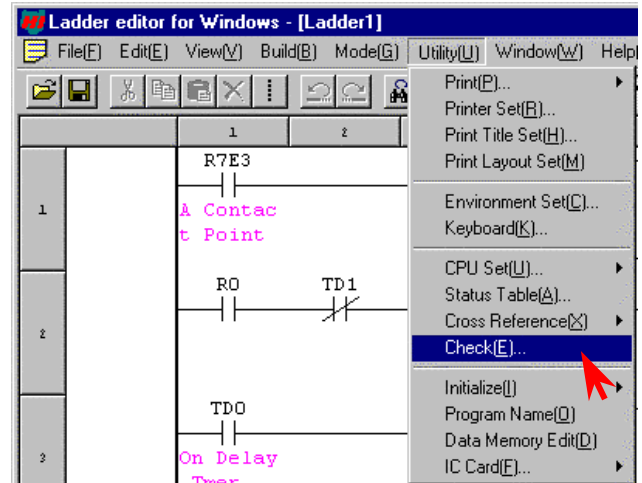 Ladder editor for Windows - [Ladder1]
File(F) Edit(E) View(V) Build(B) Mode(G) Utility(U) Window(W) Help
1 2
R7E3
1
A Contac
t Point
R0 TD1
2
TD0
3
On Delay
Tmer
Print(P)...
Printer Set(R)...
Print Title Set(H)...
Print Layout Set(M)
Environment Set(C)...
Keyboard(K)...
CPU Set(U)...
Status Table(A)...
Cross Reference(X)
Check(E)...
Initialize(I)
Program Name(O)
Data Memory Edit(D)
IC Card(F)...